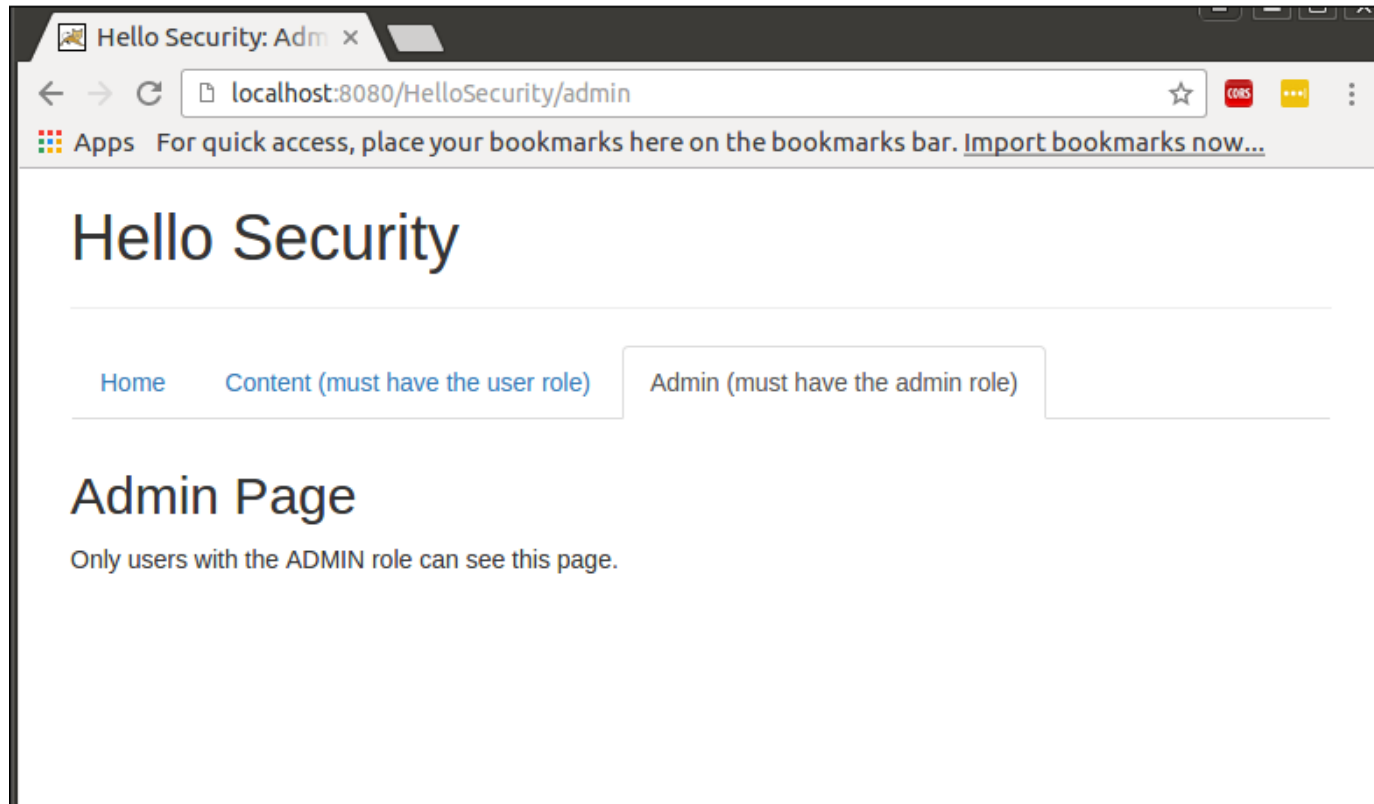 Hello Security: Adm
localhost:8080/HelloSecurity/admin
CORS
Apps For quick access, place your bookmarks here on the bookmarks bar. Import bookmarks now...
Hello Security
Home Content (must have the user role) Admin (must have the admin role)
Admin Page
Only users with the ADMIN role can see this page.